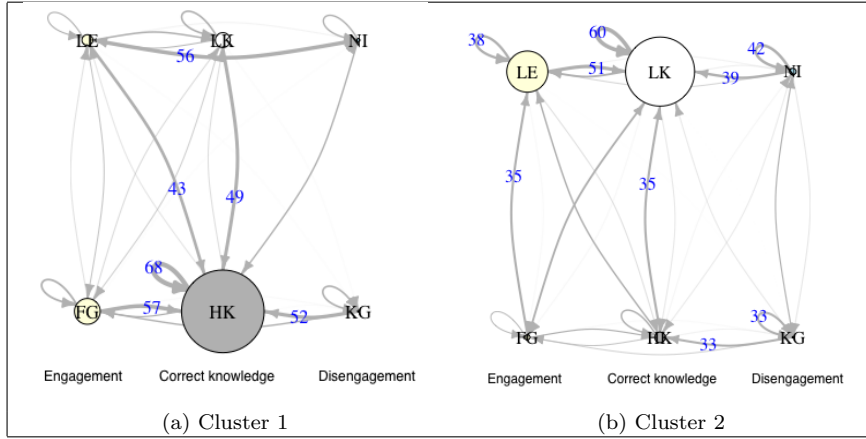 LE LK NI
56
43 49
68
FG 57 HK 52 KG
Engagement Correct knowledge Disengagement
(a) Cluster 1
38 60 42
LE 51 LK 39 NI
35 35
33
FG HK 33 KG
Engagement Correct knowledge Disengagement
(b) Cluster 2